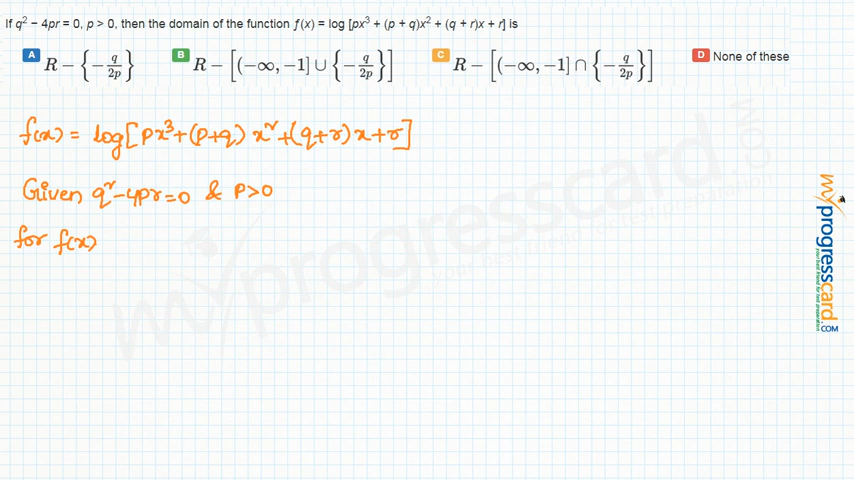 If q² − 4pr = 0, p > 0, then the domain of the function ƒ(x) = log [px³ + (p + q)x² + (q + r)x + r] is
A R − {−q/2p} B R − [(−∞, −1] ∪ {−q/2p}] C R − [(−∞, −1] ∩ {−q/2p}] D None of these
f(x) = log[px³+(p+q)x²+(q+r)x+r]
Given q²-4pr=0 & p>0
for f(x)
myprogresscard
myprogresscard.COM